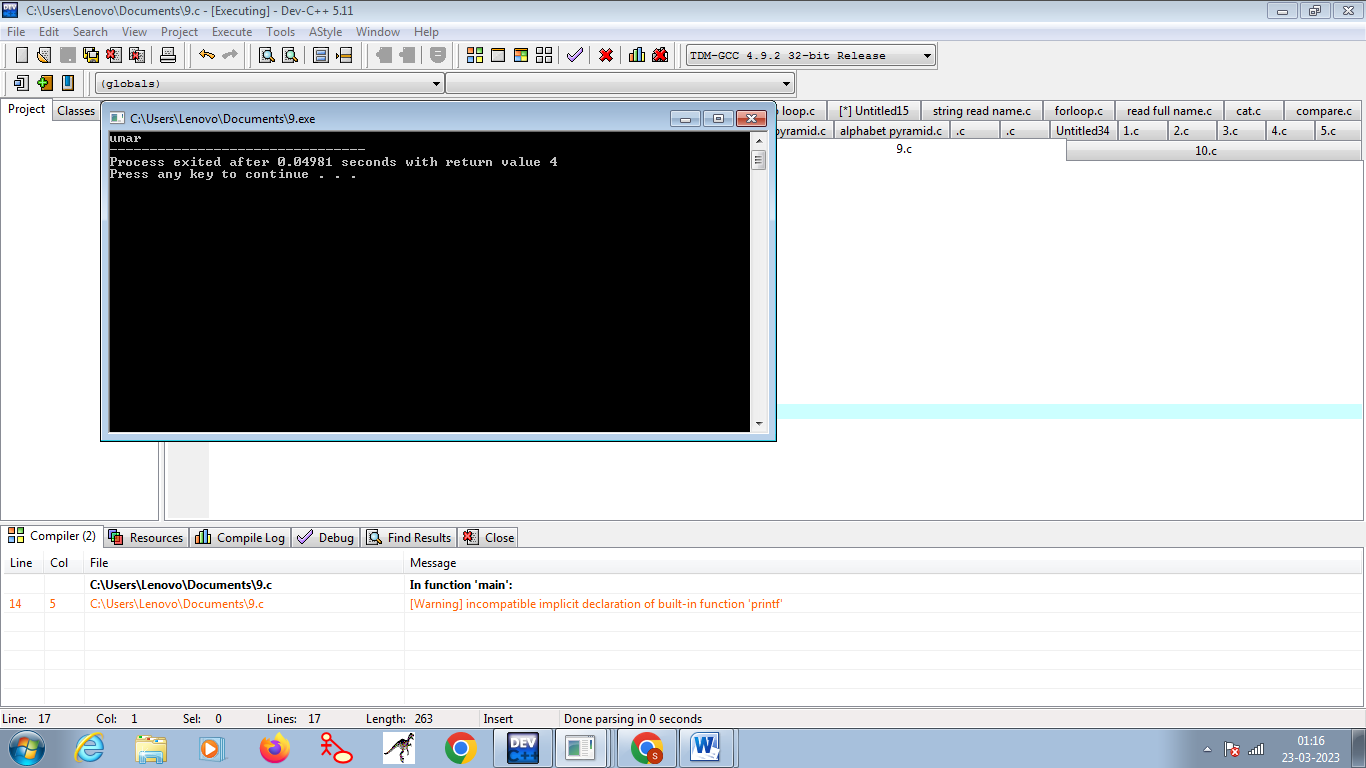 C:\Users\Lenovo\Documents\9.c - [Executing] - Dev-C++ 5.11
File Edit Search View Project Execute Tools AStyle Window Help
TDM-GCC 4.9.2 32-bit Release
(globals)
Project Classes
loop.c [*] Untitled15 string read name.c forloop.c read full name.c cat.c compare.c
pyramid.c alphabet pyramid.c .c .c Untitled34 1.c 2.c 3.c 4.c 5.c
9.c 10.c
C:\Users\Lenovo\Documents\9.exe
umar
--------------------------------
Process exited after 0.04981 seconds with return value 4
Press any key to continue . . .
Compiler (2) Resources Compile Log Debug Find Results Close
Line Col File Message
C:\Users\Lenovo\Documents\9.c In function 'main':
14 5 C:\Users\Lenovo\Documents\9.c [Warning] incompatible implicit declaration of built-in function 'printf'
Line: 17 Col: 1 Sel: 0 Lines: 17 Length: 263 Insert Done parsing in 0 seconds
DEV C++
S
W
01:16
23-03-2023